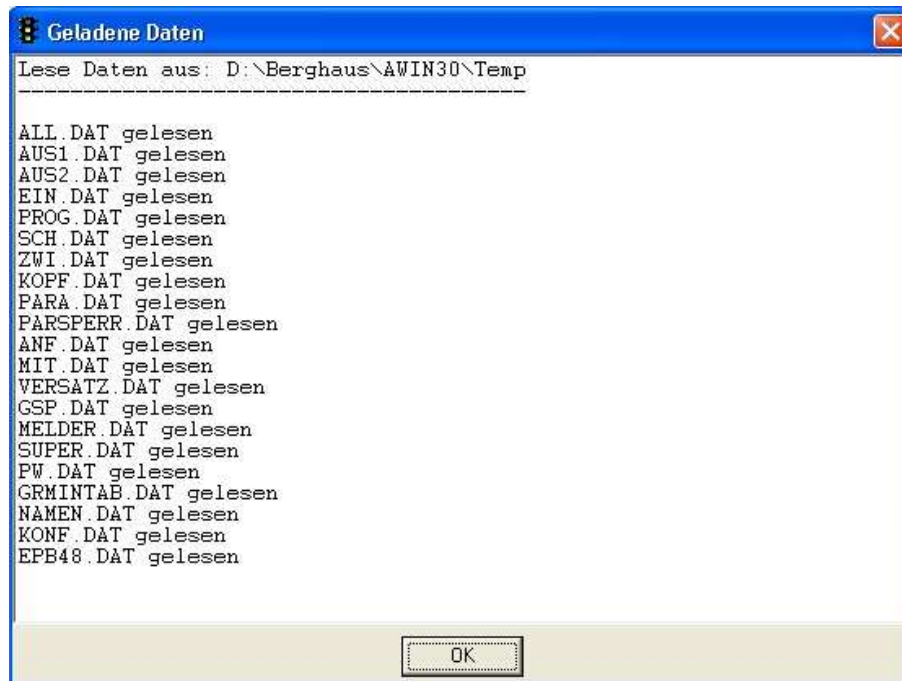 Geladene Daten
Lese Daten aus: D:\Berghaus\AWIN30\Temp
---------------------------------------
ALL.DAT gelesen
AUS1.DAT gelesen
AUS2.DAT gelesen
EIN.DAT gelesen
PROG.DAT gelesen
SCH.DAT gelesen
ZWI.DAT gelesen
KOPF.DAT gelesen
PARA.DAT gelesen
PARSPERR.DAT gelesen
ANF.DAT gelesen
MIT.DAT gelesen
VERSATZ.DAT gelesen
GSP.DAT gelesen
MELDER.DAT gelesen
SUPER.DAT gelesen
PW.DAT gelesen
GRMINTAB.DAT gelesen
NAMEN.DAT gelesen
KONF.DAT gelesen
EPB48.DAT gelesen
OK